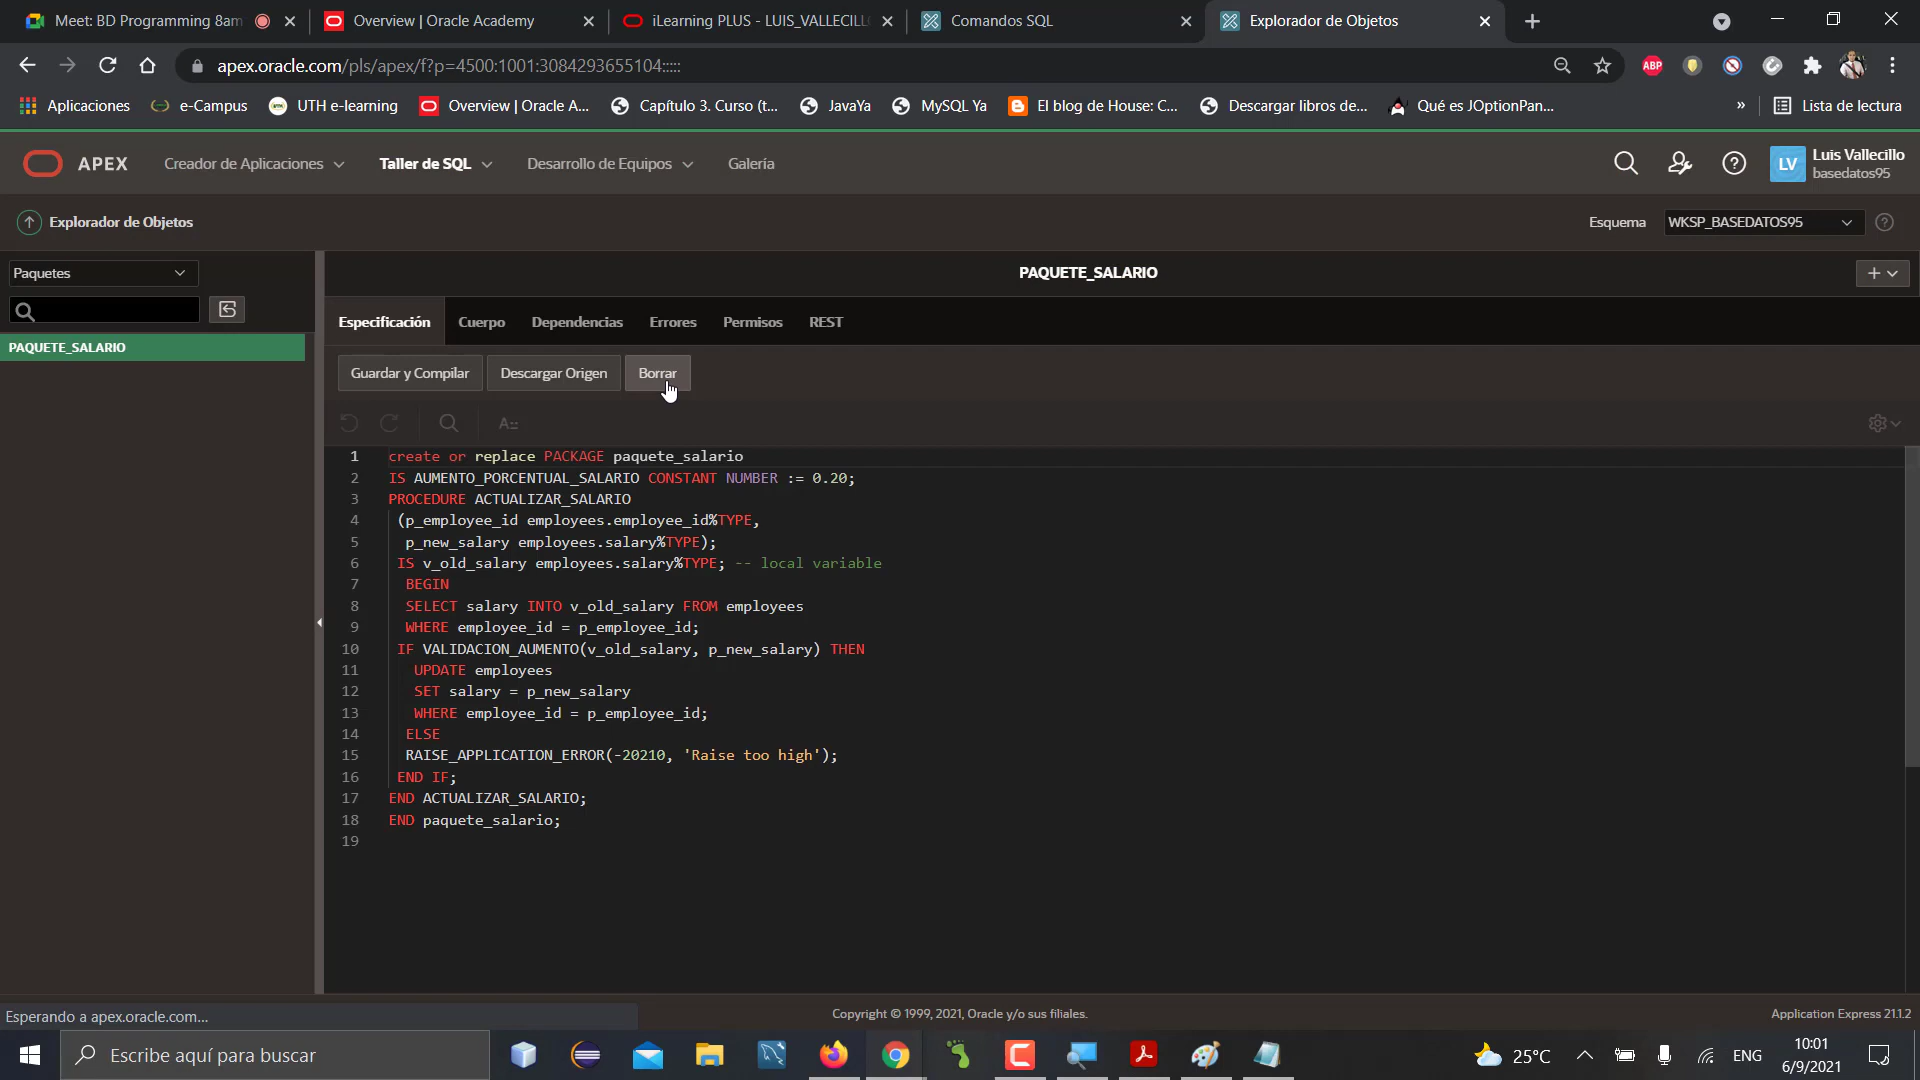 Meet: BD Programming 8am
Overview | Oracle Academy
iLearning PLUS - LUIS_VALLECILL
Comandos SQL
Explorador de Objetos
apex.oracle.com/pls/apex/f?p=4500:1001:3084293655104:::::
ABP
Aplicaciones
e-Campus
UTH e-learning
Overview | Oracle A...
Capítulo 3. Curso (t...
JavaYa
MySQL Ya
El blog de House: C...
Descargar libros de...
Qué es JOptionPan...
»
Lista de lectura
APEX
Creador de Aplicaciones
Taller de SQL
Desarrollo de Equipos
Galería
LV
Luis Vallecillo
basedatos95
Explorador de Objetos
Esquema
WKSP_BASEDATOS95
Paquetes
PAQUETE_SALARIO
PAQUETE_SALARIO
Especificación
Cuerpo
Dependencias
Errores
Permisos
REST
Guardar y Compilar
Descargar Origen
Borrar
A::
1 create or replace PACKAGE paquete_salario
2 IS AUMENTO_PORCENTUAL_SALARIO CONSTANT NUMBER := 0.20;
3 PROCEDURE ACTUALIZAR_SALARIO
4 (p_employee_id employees.employee_id%TYPE,
5 p_new_salary employees.salary%TYPE);
6 IS v_old_salary employees.salary%TYPE; -- local variable
7 BEGIN
8 SELECT salary INTO v_old_salary FROM employees
9 WHERE employee_id = p_employee_id;
10 IF VALIDACION_AUMENTO(v_old_salary, p_new_salary) THEN
11 UPDATE employees
12 SET salary = p_new_salary
13 WHERE employee_id = p_employee_id;
14 ELSE
15 RAISE_APPLICATION_ERROR(-20210, 'Raise too high');
16 END IF;
17 END ACTUALIZAR_SALARIO;
18 END paquete_salario;
19
Esperando a apex.oracle.com...
Copyright © 1999, 2021, Oracle y/o sus filiales.
Application Express 21.1.2
Escribe aquí para buscar
25°C
ENG
10:01
6/9/2021